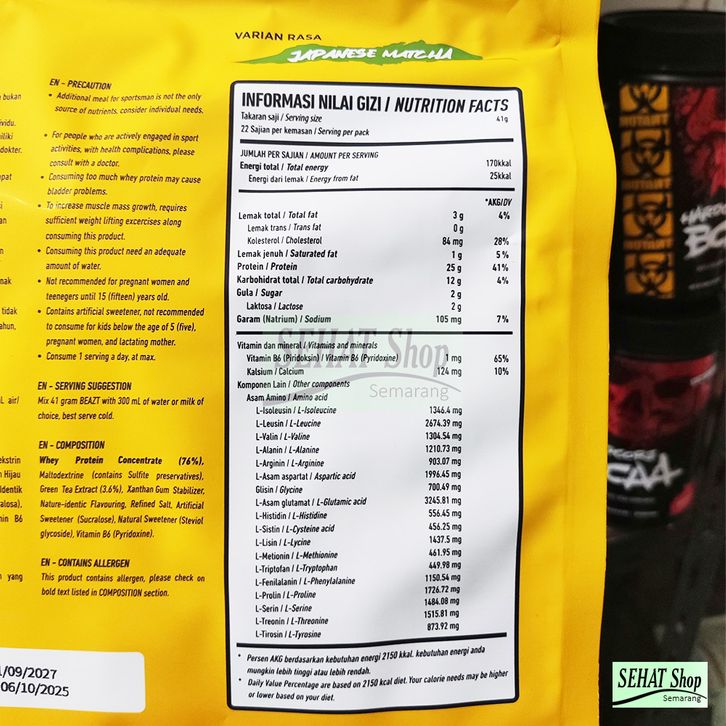 VARIAN RASA
JAPANESE MATCHA
bukan
EN - PRECAUTION
• Additional meal for sportsman is not the only
source of nutrients, consider individual needs.
• For people who are actively engaged in sport
activities, with health complications, please
consult with a doctor.
• Consuming too much whey protein may cause
bladder problems.
• To increase muscle mass growth, requires
sufficient weight lifting excercises along
consuming this product.
• Consuming this product need an adequate
amount of water.
• Not recommended for pregnant women and
teenegers until 15 (fifteen) years old.
• Contains artificial sweetener, not recommended
to consume for kids below the age of 5 (five),
pregnant women, and lactating mother.
• Consume 1 serving a day, at max.
EN - SERVING SUGGESTION
Mix 41 gram BEAZT with 300 mL of water or milk of
choice, best serve cold.
EN - COMPOSITION
Whey Protein Concentrate (76%),
Maltodextrine (contains Sulfite preservatives),
Green Tea Extract (3.6%), Xanthan Gum Stabilizer,
Nature-identic Flavouring, Refined Salt, Artificial
Sweetener (Sucralose), Natural Sweetener (Steviol
glycoside), Vitamin B6 (Pyridoxine).
EN - CONTAINS ALLERGEN
This product contains allergen, please check on
bold text listed in COMPOSITION section.
/09/2027
06/10/2025
INFORMASI NILAI GIZI / NUTRITION FACTS
Takaran saji / Serving size 41g
22 Sajian per kemasan / Serving per pack
JUMLAH PER SAJIAN / AMOUNT PER SERVING
Energi total / Total energy 170kkal
Energi dari lemak / Energy from fat 25kkal
*AKG/DV
Lemak total / Total fat 3 g 4%
Lemak trans / Trans fat 0 g
Kolesterol / Cholesterol 84 mg 28%
Lemak jenuh / Saturated fat 1 g 5%
Protein / Protein 25 g 41%
Karbohidrat total / Total carbohydrate 12 g 4%
Gula / Sugar 2 g
Laktosa / Lactose 2 g
Garam (Natrium) / Sodium 105 mg 7%
Vitamin dan mineral / Vitamins and minerals
Vitamin B6 (Piridoksin) / Vitamin B6 (Pyridoxine) 1 mg 65%
Kalsium / Calcium 124 mg 10%
Komponen Lain / Other components
Asam Amino / Amino acid
L-Isoleusin / L-Isoleucine 1346.4 mg
L-Leusin / L-Leucine 2674.39 mg
L-Valin / L-Valine 1304.54 mg
L-Alanin / L-Alanine 1210.73 mg
L-Arginin / L-Arginine 903.07 mg
L-Asam aspartat / Aspartic acid 1996.45 mg
Glisin / Glycine 700.49 mg
L-Asam glutamat / L-Glutamic acid 3245.81 mg
L-Histidin / L-Histidine 556.45 mg
L-Sistin / L-Cysteine acid 456.25 mg
L-Lisin / L-Lycine 1437.5 mg
L-Metionin / L-Methionine 461.95 mg
L-Triptofan / L-Tryptophan 449.98 mg
L-Fenilalanin / L-Phenylalanine 1150.54 mg
L-Prolin / L-Proline 1726.72 mg
L-Serin / L-Serine 1484.08 mg
L-Treonin / L-Threonine 1515.81 mg
L-Tirosin / L-Tyrosine 873.92 mg
* Persen AKG berdasarkan kebutuhan energi 2150 kkal. kebutuhan energi anda
mungkin lebih tinggi atau lebih rendah.
* Daily Value Percentage are based on 2150 kcal diet. Your calorie needs may be higher
or lower based on your diet.
SEHAT Shop
Semarang
MUTANT
MUTANT
MUTANT
SEHAT Shop
Semarang